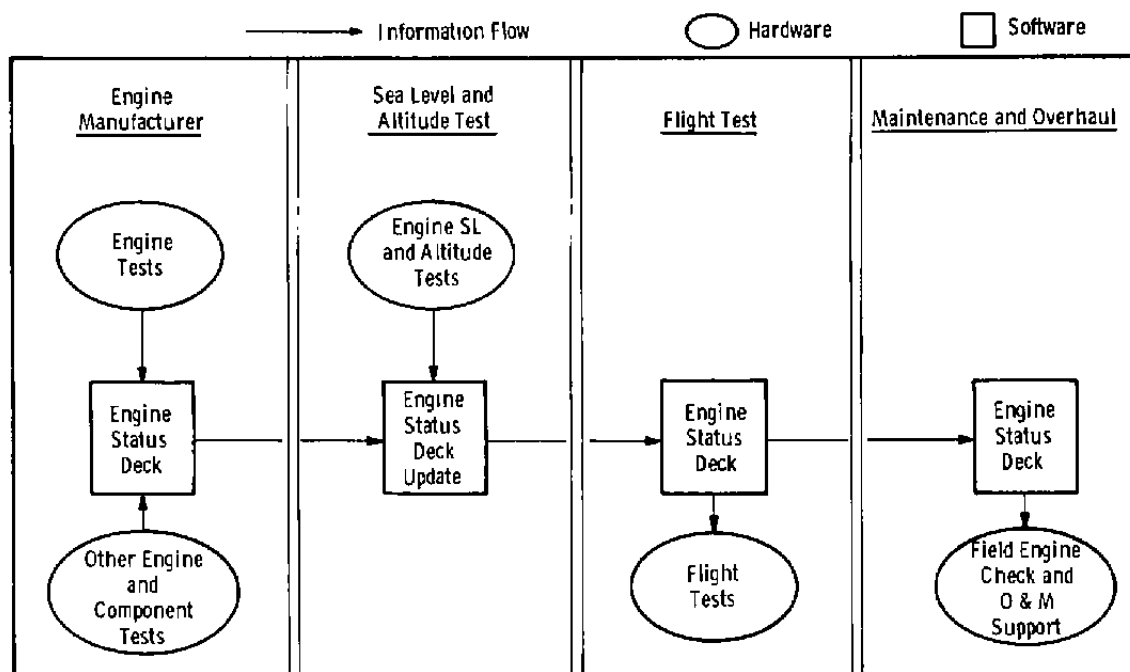 Information Flow
Hardware
Software
Engine
Manufacturer
Sea Level and
Altitude Test
Flight Test
Maintenance and Overhaul
Engine
Tests
Engine SL
and Altitude
Tests
Engine
Status
Deck
Engine
Status
Deck
Update
Engine
Status
Deck
Engine
Status
Deck
Other Engine
and
Component
Tests
Flight
Tests
Field Engine
Check and
O & M
Support